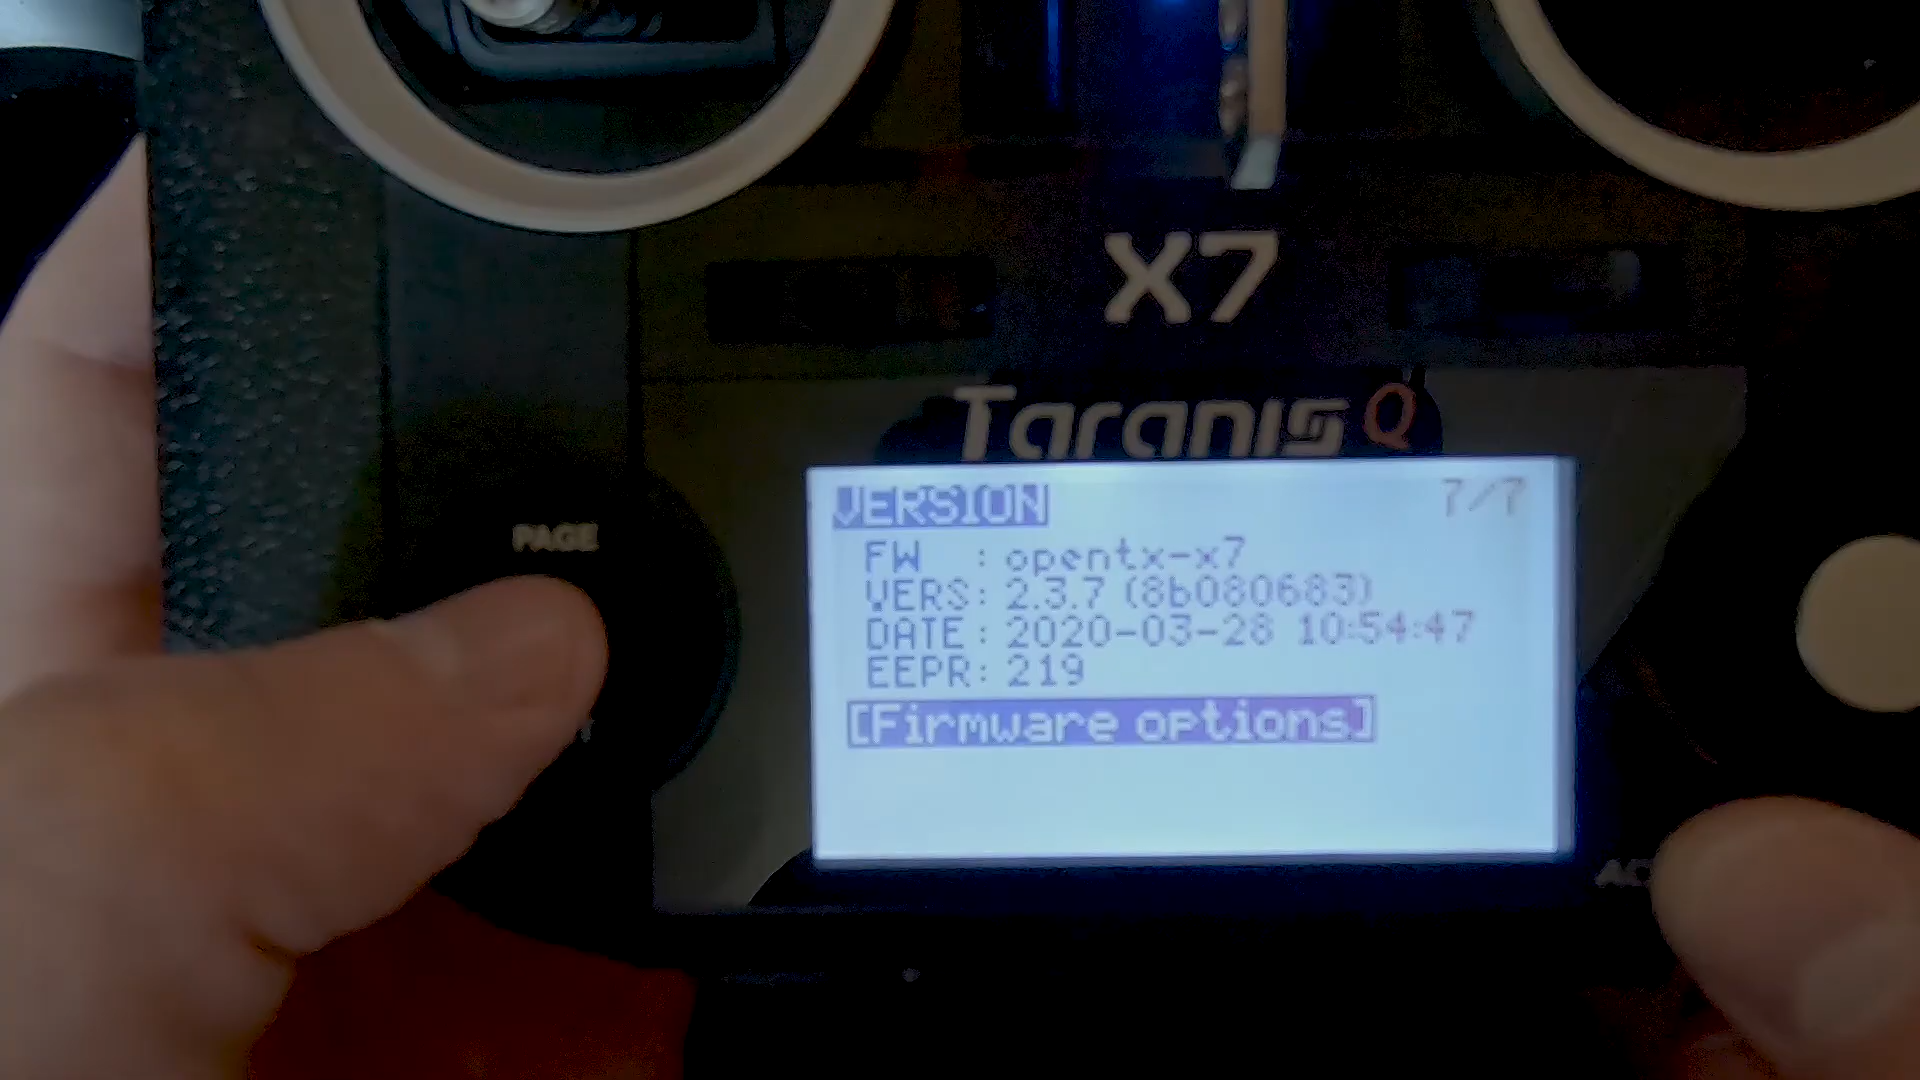 X7
Taranis Q
VERSION 7/7
FW : opentx-x7
VERS: 2.3.7 (8b080683)
DATE: 2020-03-28 10:54:47
EEPR: 219
[Firmware options]
PAGE